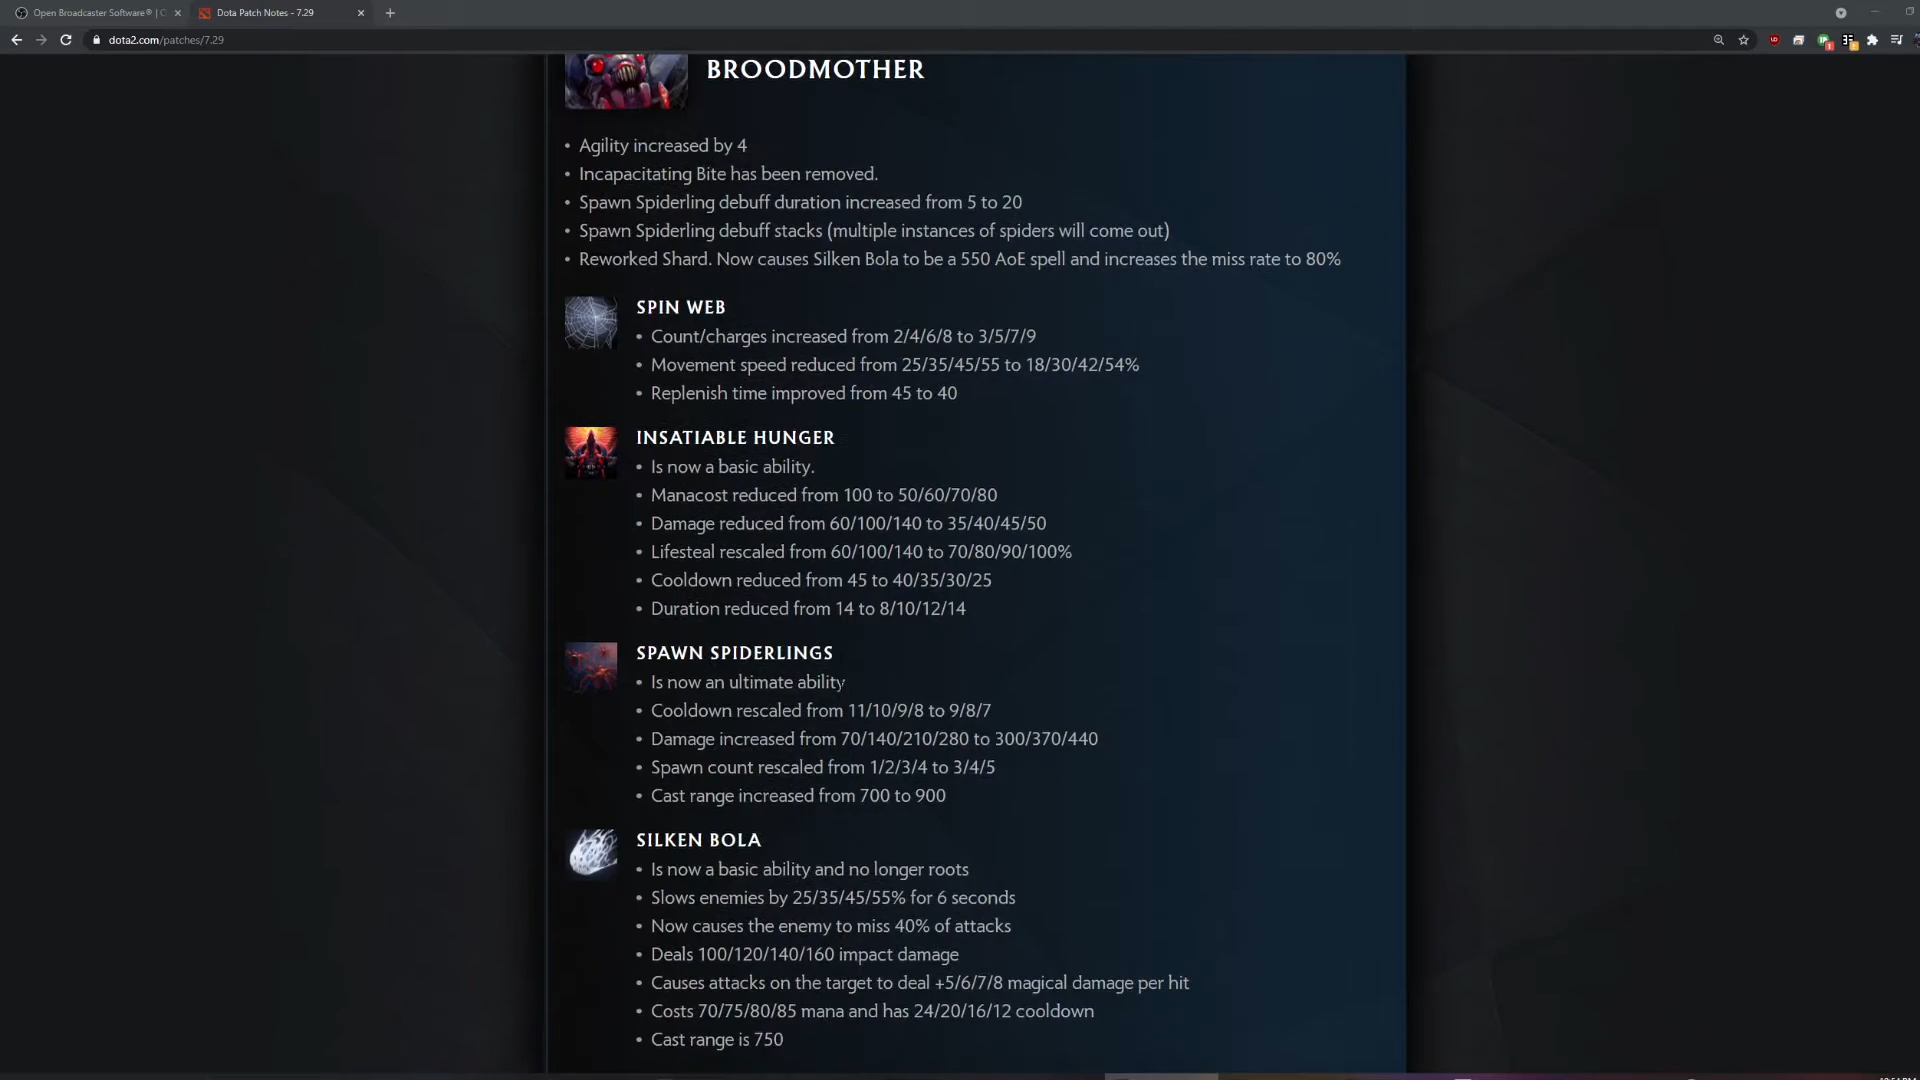 Open Broadcaster Software® | O
Dota Patch Notes - 7.29
dota2.com/patches/7.29
BROODMOTHER
• Agility increased by 4
• Incapacitating Bite has been removed.
• Spawn Spiderling debuff duration increased from 5 to 20
• Spawn Spiderling debuff stacks (multiple instances of spiders will come out)
• Reworked Shard. Now causes Silken Bola to be a 550 AoE spell and increases the miss rate to 80%
SPIN WEB
• Count/charges increased from 2/4/6/8 to 3/5/7/9
• Movement speed reduced from 25/35/45/55 to 18/30/42/54%
• Replenish time improved from 45 to 40
INSATIABLE HUNGER
• Is now a basic ability.
• Manacost reduced from 100 to 50/60/70/80
• Damage reduced from 60/100/140 to 35/40/45/50
• Lifesteal rescaled from 60/100/140 to 70/80/90/100%
• Cooldown reduced from 45 to 40/35/30/25
• Duration reduced from 14 to 8/10/12/14
SPAWN SPIDERLINGS
• Is now an ultimate ability
• Cooldown rescaled from 11/10/9/8 to 9/8/7
• Damage increased from 70/140/210/280 to 300/370/440
• Spawn count rescaled from 1/2/3/4 to 3/4/5
• Cast range increased from 700 to 900
SILKEN BOLA
• Is now a basic ability and no longer roots
• Slows enemies by 25/35/45/55% for 6 seconds
• Now causes the enemy to miss 40% of attacks
• Deals 100/120/140/160 impact damage
• Causes attacks on the target to deal +5/6/7/8 magical damage per hit
• Costs 70/75/80/85 mana and has 24/20/16/12 cooldown
• Cast range is 750